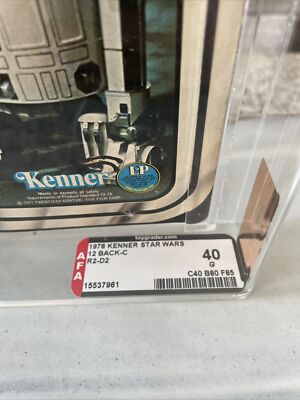 Kenner
Meets or exceeds all safety
requirements of Product Standard 72-76
© 1977 TWENTIETH CENTURY-FOX FILM CORP.
toygrader.com
AFA
1978 KENNER STAR WARS
12 BACK-C
R2-D2
15537961
40
G
C40 B80 F85